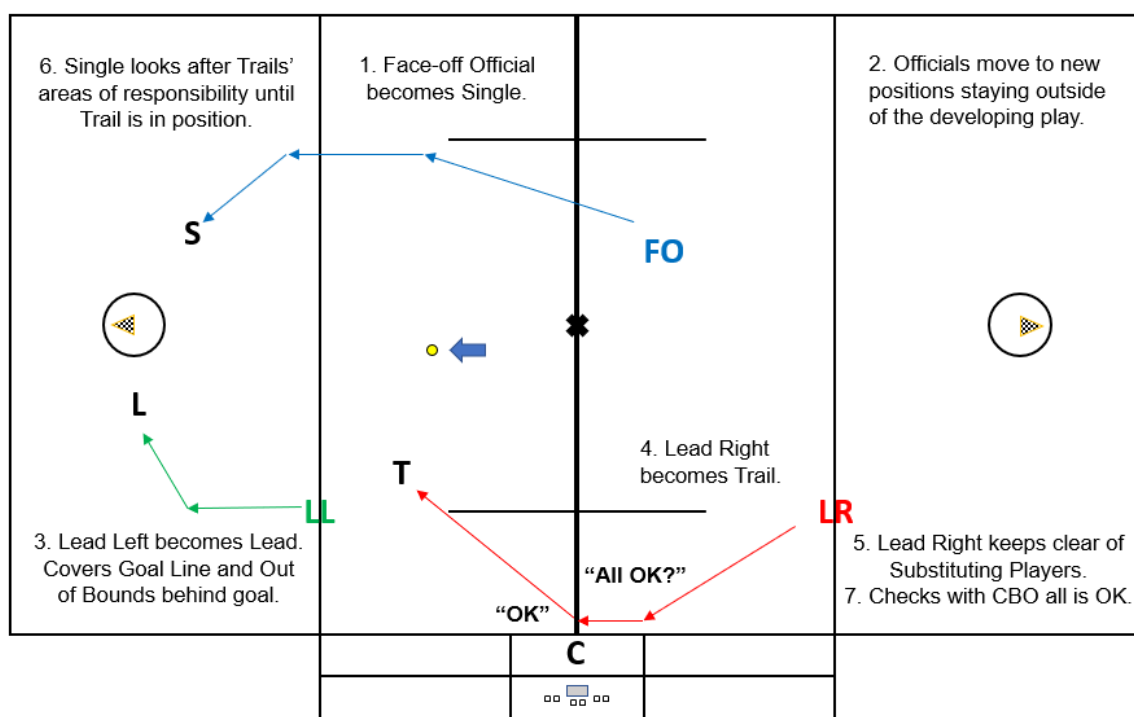 6. Single looks after Trails’
areas of responsibility until
Trail is in position.
1. Face-off Official
becomes Single.
2. Officials move to new
positions staying outside
of the developing play.
S
FO
L
T
4. Lead Right
becomes Trail.
LL
LR
3. Lead Left becomes Lead.
Covers Goal Line and Out
of Bounds behind goal.
“All OK?”
“OK”
5. Lead Right keeps clear of
Substituting Players.
7. Checks with CBO all is OK.
C